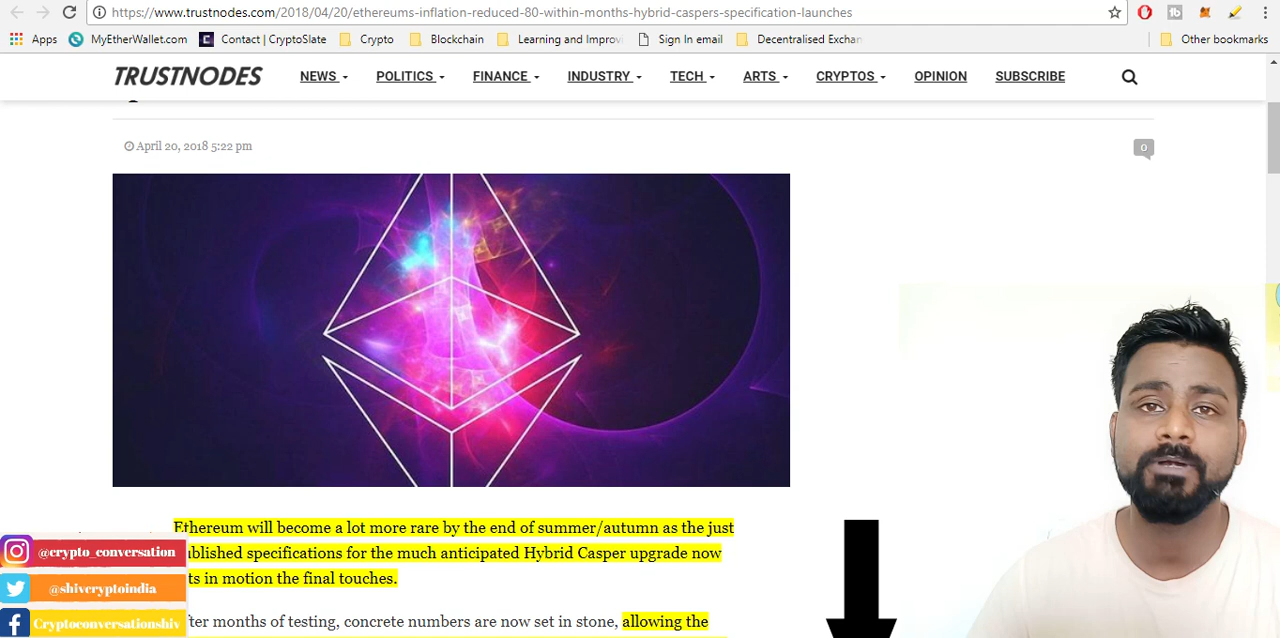 https://www.trustnodes.com/2018/04/20/ethereums-inflation-reduced-80-within-months-hybrid-caspers-specification-launches
Apps MyEtherWallet.com Contact | CryptoSlate Crypto Blockchain Learning and Improvi Sign In email Decentralised Exchan Other bookmarks
TRUSTNODES NEWS POLITICS FINANCE INDUSTRY TECH ARTS CRYPTOS OPINION SUBSCRIBE
April 20, 2018 5:22 pm
0
Ethereum will become a lot more rare by the end of summer/autumn as the just
ublished specifications for the much anticipated Hybrid Casper upgrade now
ts in motion the final touches.
fter months of testing, concrete numbers are now set in stone, allowing the
@crypto_conversation
@shivcryptoindia
Cryptoconversationshiv